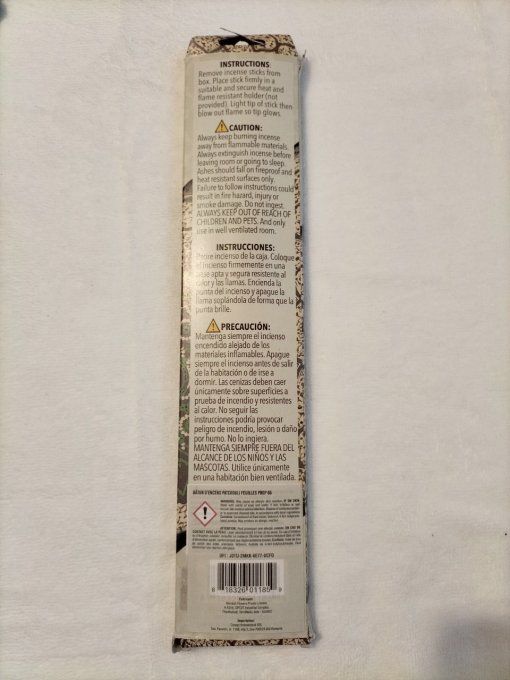 INSTRUCTIONS
Remove incense sticks from
box. Place stick firmly in a
suitable and secure heat and
flame resistant holder (not
provided). Light tip of stick then
blow out flame so tip glows.
CAUTION:
Always keep burning incense
away from flammable materials.
Always extinguish incense before
leaving room or going to sleep.
Ashes should fall on fireproof and
heat resistant surfaces only.
Failure to follow instructions could
result in fire hazard, injury or
smoke damage. Do not ingest.
ALWAYS KEEP OUT OF REACH OF
CHILDREN AND PETS. And only
use in well ventilated room.
INSTRUCCIONES:
Retire incienso de la caja. Coloque
el incienso firmemente en una
base apta y segura resistente al
calor y las llamas. Encienda la
punta del incienso y apague la
llama soplándola de forma que la
punta brille.
PRECAUCIÓN:
Mantenga siempre el incienso
encendido alejado de los
materiales inflamables. Apague
siempre el incienso antes de salir
de la habitación o de irse a
dormir. Las cenizas deben caer
únicamente sobre superficies a
prueba de incendio y resistentes
al calor. No seguir las
instrucciones podría provocar
peligro de incendio, lesión o daño
por humo. No lo ingiera.
MANTENGA SIEMPRE FUERA DEL
ALCANCE DE LOS NIÑOS Y LAS
MASCOTAS. Utilice únicamente
en una habitación bien ventilada.
BÂTON D'ENCENS PATCHOULI FEUILLES
8 18326 01185 9